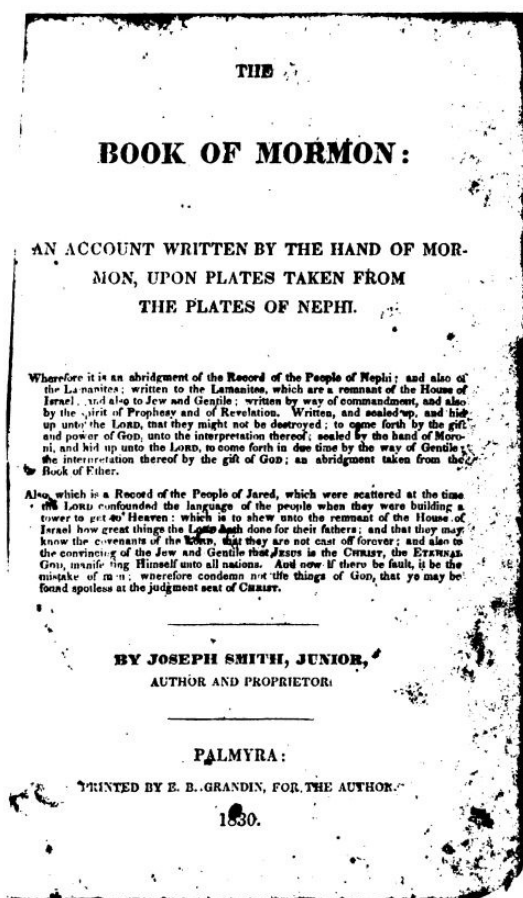 THE
BOOK OF MORMON:
AN ACCOUNT WRITTEN BY THE HAND OF MOR-
MON, UPON PLATES TAKEN FROM
THE PLATES OF NEPHI.
Wherefore it is an abridgment of the Record of the People of Nephi; and also of
the Lamanites; written to the Lamanites, which are a remnant of the House of
Israel; and also to Jew and Gentile; written by way of commandment, and also
by the spirit of Prophesy and of Revelation. Written, and sealed up, and hid
up unto the LORD, that they might not be destroyed; to come forth by the gift
and power of GOD, unto the interpretation thereof; sealed by the hand of Moro-
ni, and hid up unto the LORD, to come forth in due time by the way of Gentile;
the interpretation thereof by the gift of GOD; an abridgment taken from the
Book of Ether.
Also, which is a Record of the People of Jared, which were scattered at the time
the LORD confounded the language of the people when they were building a
tower to get to Heaven: which is to shew unto the remnant of the House of
Israel how great things the LORD hath done for their fathers; and that they may
know the covenants of the LORD, that they are not cast off forever; and also to
the convincing of the Jew and Gentile that JESUS is the CHRIST, the ETERNAL
GOD, manifesting Himself unto all nations. And now if there be fault, it be the
mistake of men; wherefore condemn not the things of GOD, that ye may be
found spotless at the judgment seat of CHRIST.
BY JOSEPH SMITH, JUNIOR,
AUTHOR AND PROPRIETOR.
PALMYRA:
PRINTED BY E. B. GRANDIN, FOR THE AUTHOR.
1830.